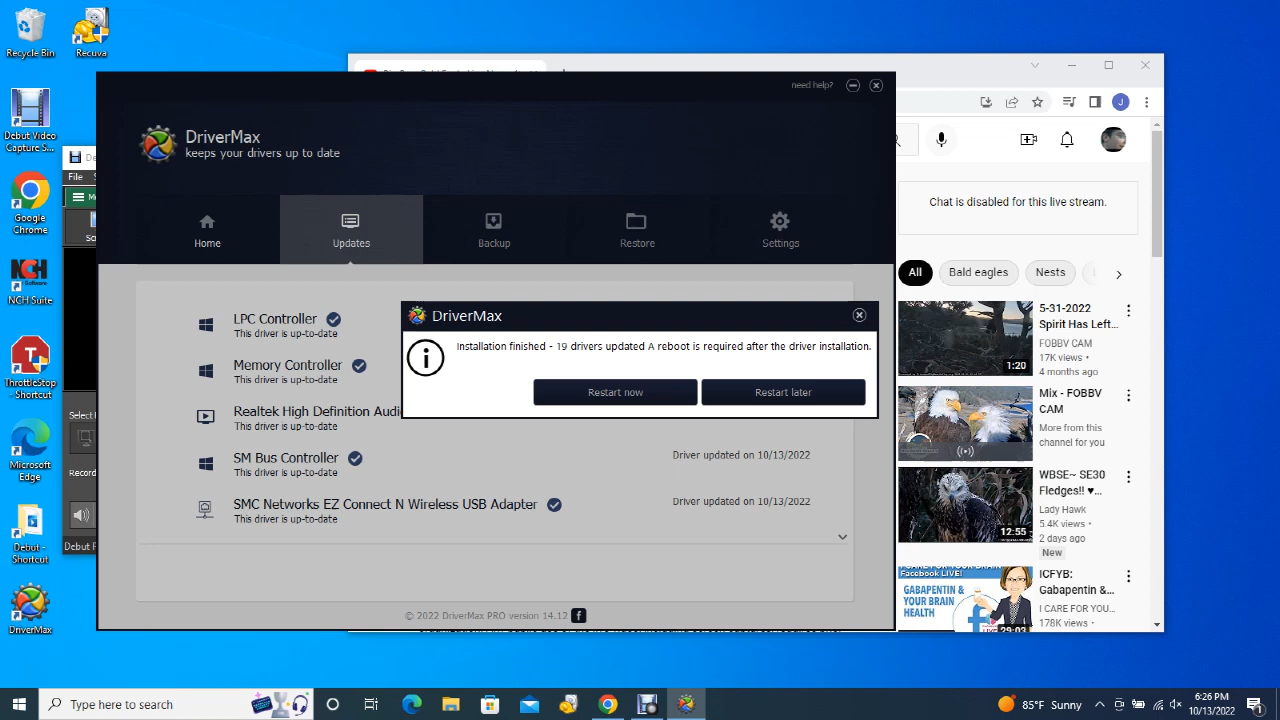 Recycle Bin
Recuva
Debut Video
Capture S...
Google
Chrome
NCH
Software
NCH Suite
ThrottleStop
- Shortcut
Microsoft
Edge
Debut -
Shortcut
DriverMax
File
need help?
DriverMax
keeps your drivers up to date
Home
Updates
Backup
Restore
Settings
LPC Controller
This driver is up-to-date
Memory Controller
This driver is up-to-date
Realtek High Definition Audio
This driver is up-to-date
SM Bus Controller
This driver is up-to-date
Driver updated on 10/13/2022
SMC Networks EZ Connect N Wireless USB Adapter
This driver is up-to-date
Driver updated on 10/13/2022
© 2022 DriverMax PRO version 14.12
DriverMax
Installation finished - 19 drivers updated A reboot is required after the driver installation.
Restart now
Restart later
Select
Record
J
Chat is disabled for this live stream.
All
Bald eagles
Nests
5-31-2022
Spirit Has Left...
FOBBV CAM
17K views •
4 months ago
1:20
Mix - FOBBV
CAM
More from this
channel for you
WBSE~ SE30
Fledges!! ♥...
Lady Hawk
5.4K views •
2 days ago
New
12:55
ICFYB:
Gabapentin &...
I CARE FOR YOU...
178K views •
Facebook LIVE!
GABAPENTIN &
YOUR BRAIN
HEALTH
29:03
Type here to search
85°F Sunny
6:26 PM
10/13/2022
1